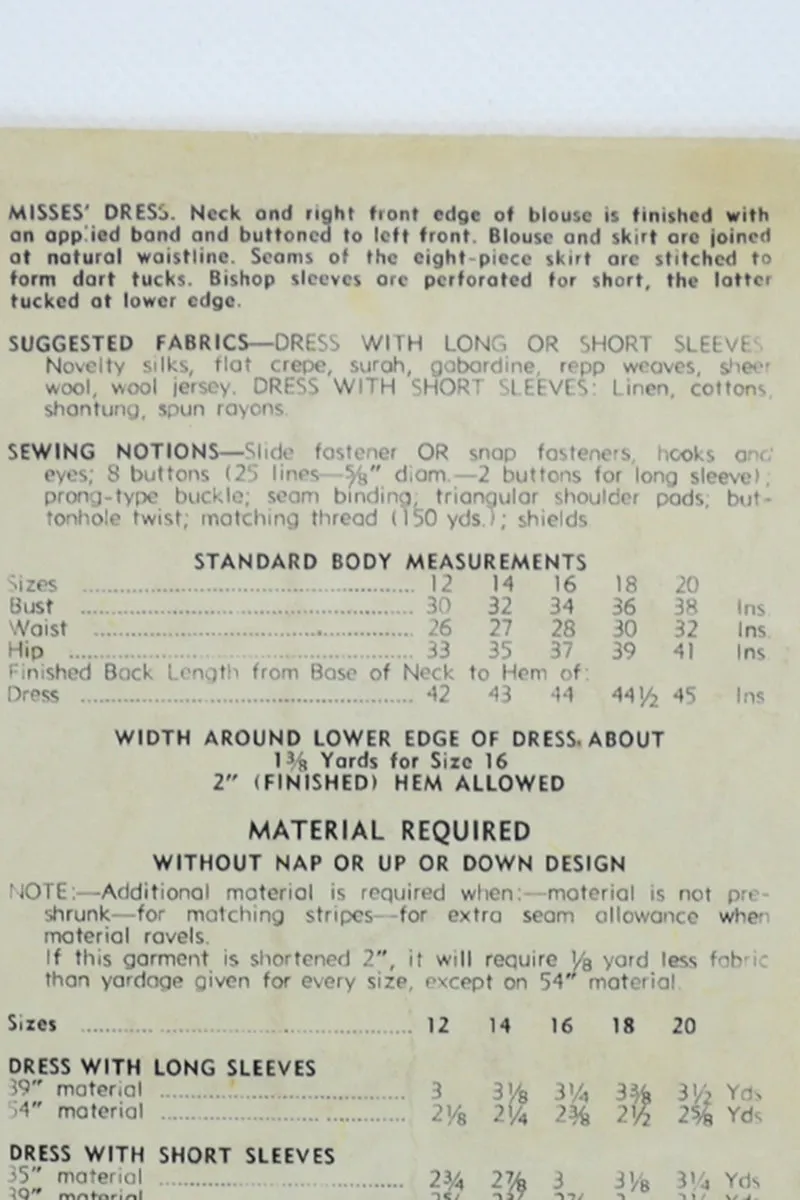 MISSES' DRESS. Neck and right front edge of blouse is finished with
an applied band and buttoned to left front. Blouse and skirt are joined
at natural waistline. Seams of the eight-piece skirt are stitched to
form dart tucks. Bishop sleeves are perforated for short, the latter
tucked at lower edge.
SUGGESTED FABRICS—DRESS WITH LONG OR SHORT SLEEVES
Novelty silks, flat crepe, surah, gabardine, repp weaves, sheer
wool, wool jersey. DRESS WITH SHORT SLEEVES: Linen, cottons,
shantung, spun rayons.
SEWING NOTIONS—Slide fastener OR snap fasteners, hooks and
eyes; 8 buttons (25 lines—⅝" diam.—2 buttons for long sleeve);
prong-type buckle; seam binding; triangular shoulder pads; but-
tonhole twist; matching thread (150 yds.); shields
STANDARD BODY MEASUREMENTS
Sizes 12 14 16 18 20
Bust 30 32 34 36 38 Ins
Waist 26 27 28 30 32 Ins.
Hip 33 35 37 39 41 Ins
Finished Back Length from Base of Neck to Hem of:
Dress 42 43 44 44½ 45 Ins
WIDTH AROUND LOWER EDGE OF DRESS, ABOUT
1⅜ Yards for Size 16
2" (FINISHED) HEM ALLOWED
MATERIAL REQUIRED
WITHOUT NAP OR UP OR DOWN DESIGN
NOTE:—Additional material is required when:—material is not pre-
shrunk—for matching stripes—for extra seam allowance when
material ravels.
If this garment is shortened 2", it will require ⅛ yard less fabric
than yardage given for every size, except on 54" material.
Sizes 12 14 16 18 20
DRESS WITH LONG SLEEVES
39" material 3 3⅛ 3¼ 3⅜ 3½ Yds
54" material 2⅛ 2¼ 2⅜ 2½ 2⅝ Yds
DRESS WITH SHORT SLEEVES
35" material 2¾ 2⅞ 3 3⅛ 3¼ Yds
39" material